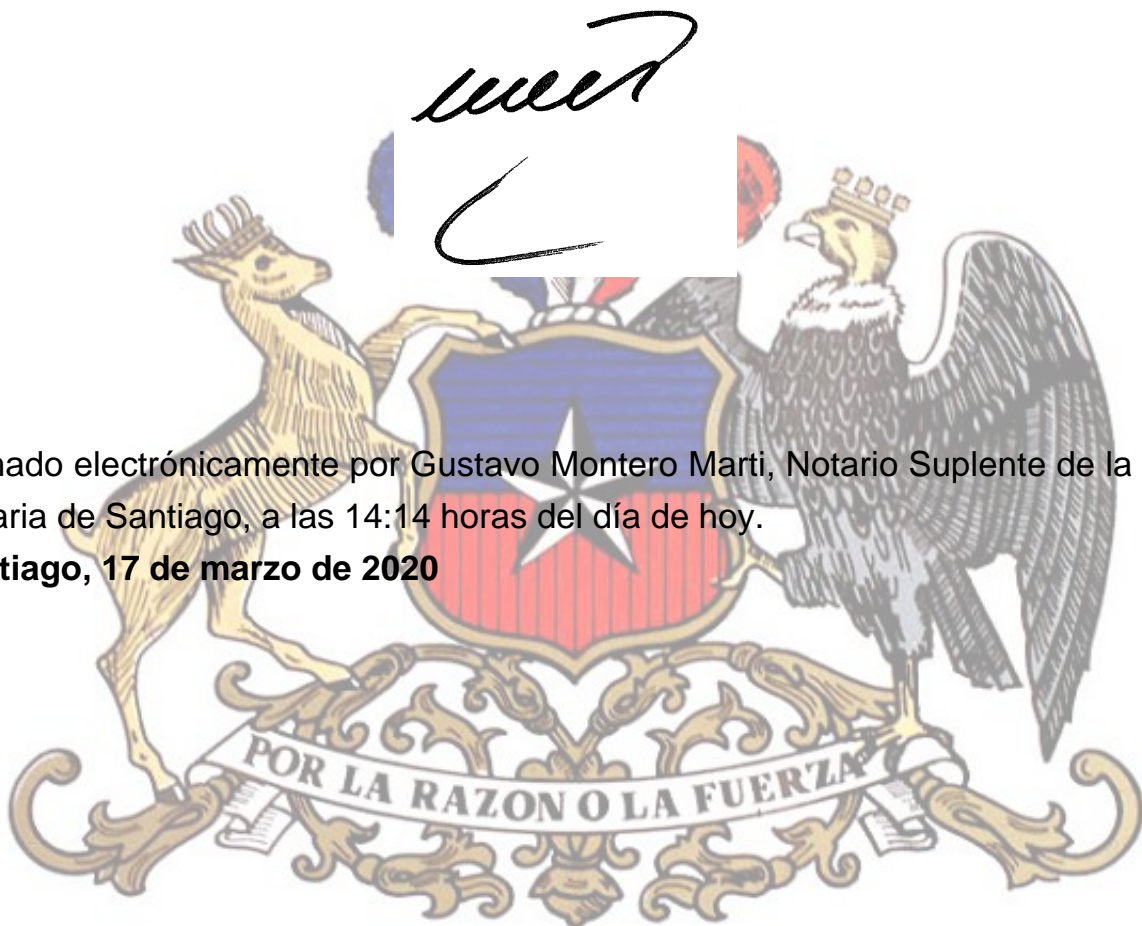 nado electrónicamente por Gustavo Montero Marti, Notario Suplente de la
aria de Santiago, a las 14:14 horas del día de hoy.
tiago, 17 de marzo de 2020
POR LA RAZON O LA FUERZA